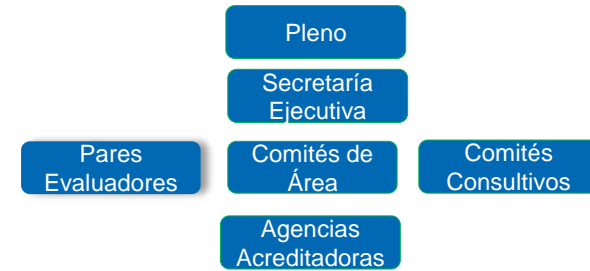 Pleno
Secretaría
Ejecutiva
Pares
Evaluadores
Comités de
Área
Comités
Consultivos
Agencias
Acreditadoras